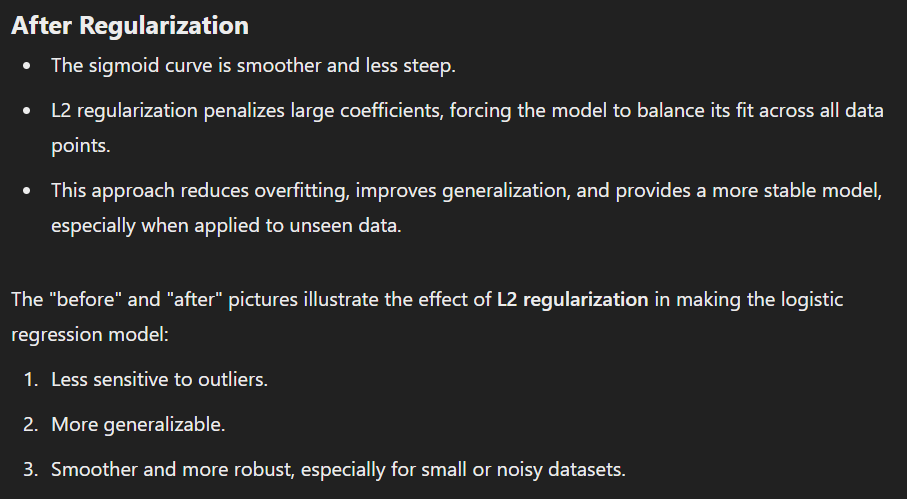 After Regularization
• The sigmoid curve is smoother and less steep.
• L2 regularization penalizes large coefficients, forcing the model to balance its fit across all data
points.
• This approach reduces overfitting, improves generalization, and provides a more stable model,
especially when applied to unseen data.
The "before" and "after" pictures illustrate the effect of L2 regularization in making the logistic
regression model:
1. Less sensitive to outliers.
2. More generalizable.
3. Smoother and more robust, especially for small or noisy datasets.